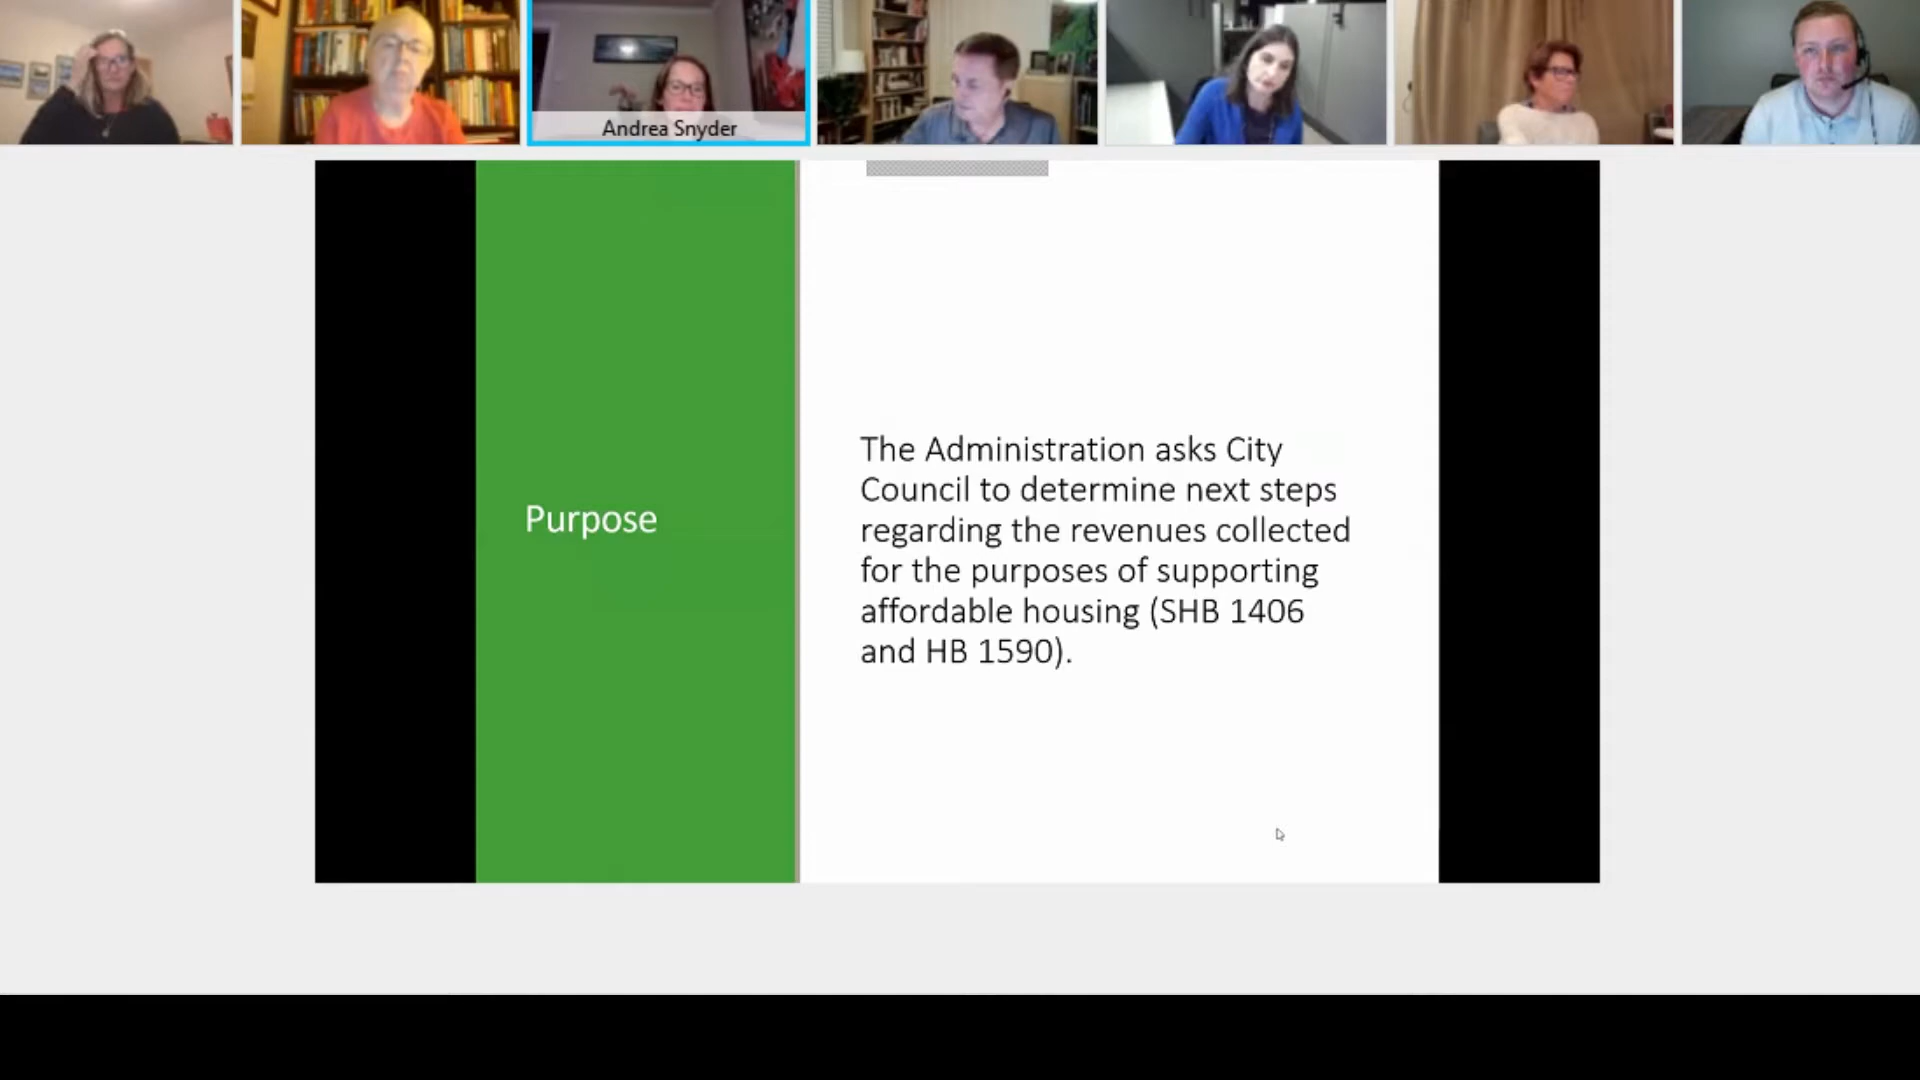 Andrea Snyder
Purpose
The Administration asks City
Council to determine next steps
regarding the revenues collected
for the purposes of supporting
affordable housing (SHB 1406
and HB 1590).